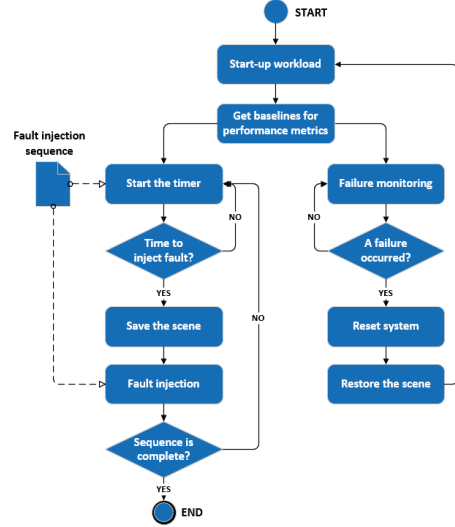 START
Start-up workload
Get baselines for
performance metrics
Fault injection
sequence
Start the timer
Failure monitoring
NO
NO
Time to
inject fault?
A failure
occurred?
YES
YES
NO
Save the scene
Reset system
Fault injection
Restore the scene
Sequence is
complete?
YES
END